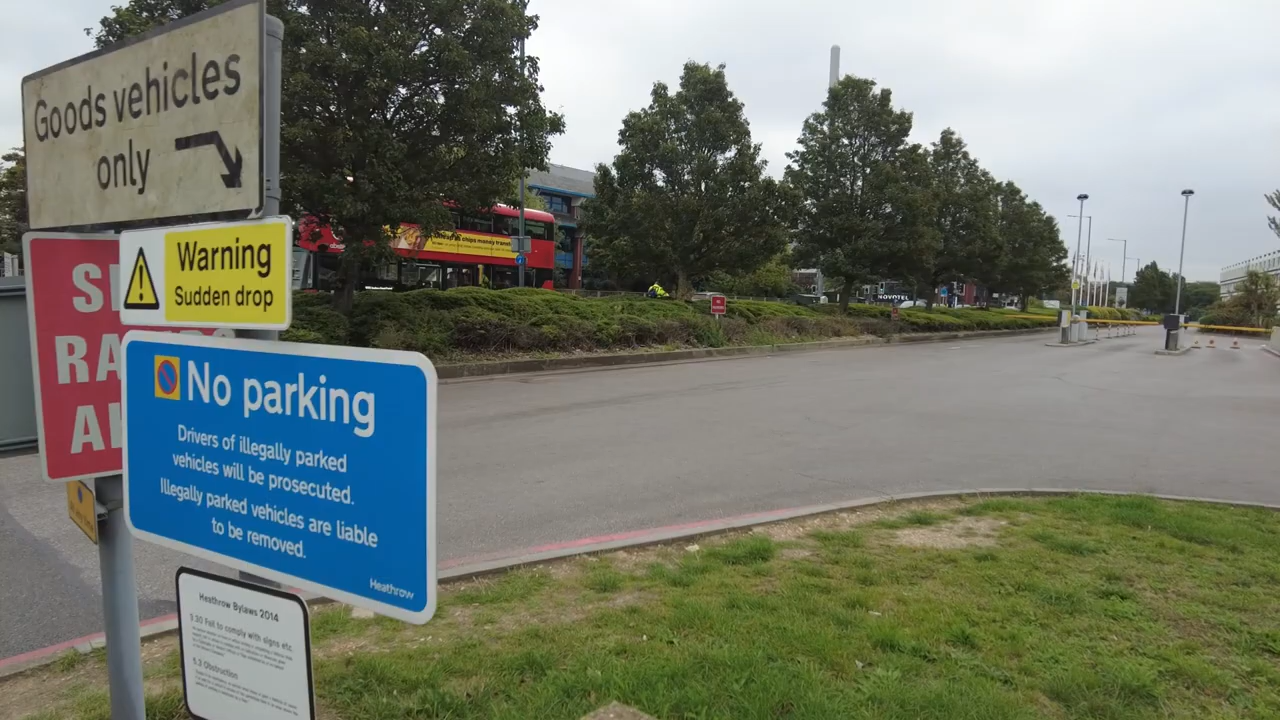 Goods vehicles
only
Warning
Sudden drop
No parking
Drivers of illegally parked
vehicles will be prosecuted.
Illegally parked vehicles are liable
to be removed.
Heathrow
Heathrow Bylaws 2014
3.30 Fail to comply with signs etc.
5.3 Obstruction
NOVOTEL